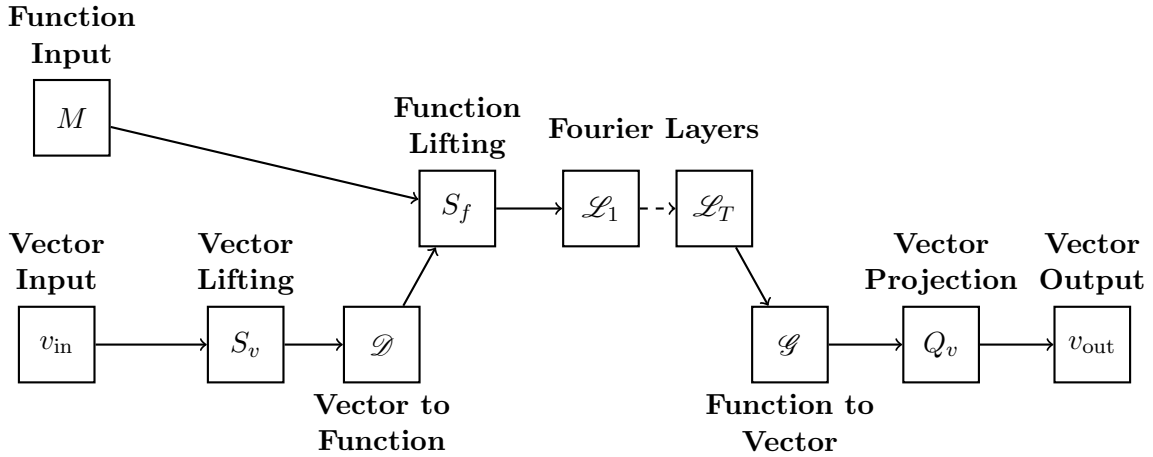 Function
Input
M
Function
Lifting
Fourier Layers
S_f
ℒ_1
ℒ_T
Vector
Input
Vector
Lifting
Vector
Projection
Vector
Output
v_in
S_v
𝒟
𝒢
Q_v
v_out
Vector to
Function
Function to
Vector